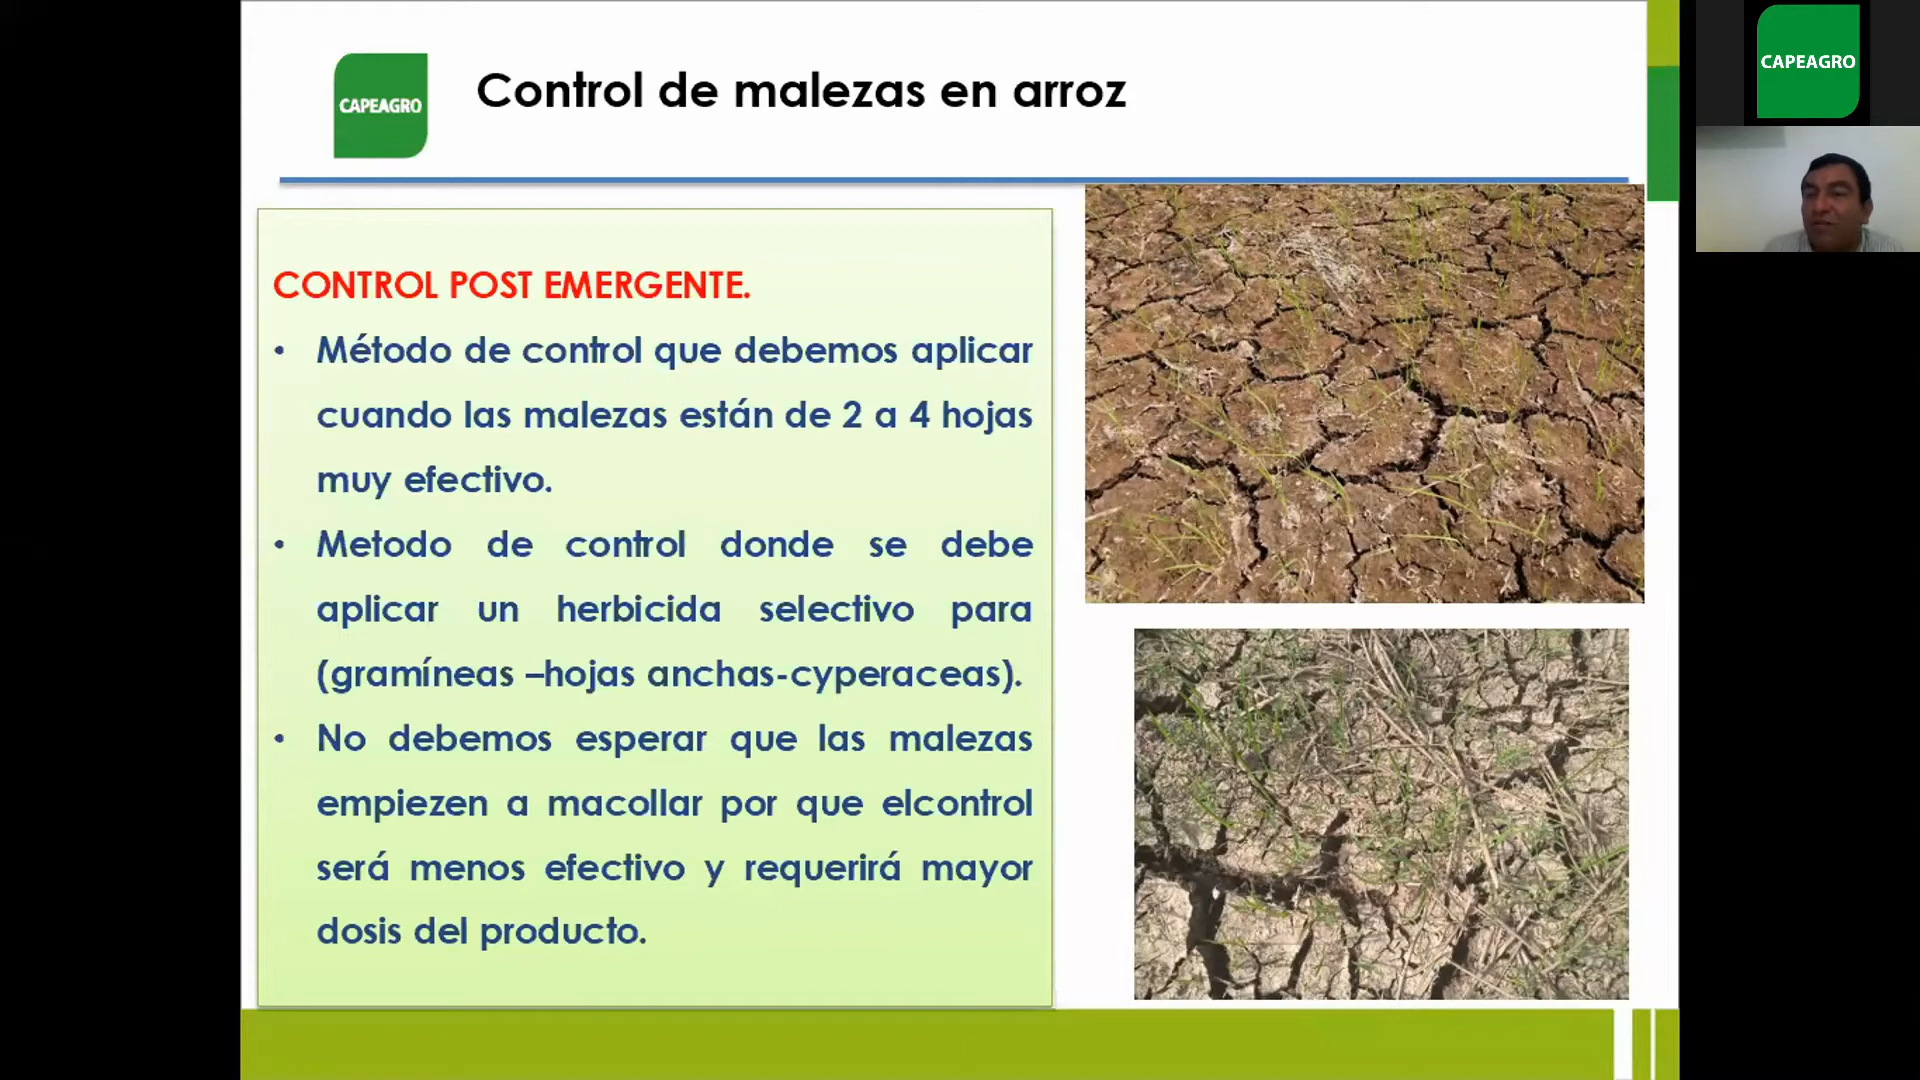 CAPEAGRO
Control de malezas en arroz
CAPEAGRO
CONTROL POST EMERGENTE.
• Método de control que debemos aplicar
cuando las malezas están de 2 a 4 hojas
muy efectivo.
• Metodo de control donde se debe
aplicar un herbicida selectivo para
(gramíneas –hojas anchas-cyperaceas).
• No debemos esperar que las malezas
empiezen a macollar por que elcontrol
será menos efectivo y requerirá mayor
dosis del producto.